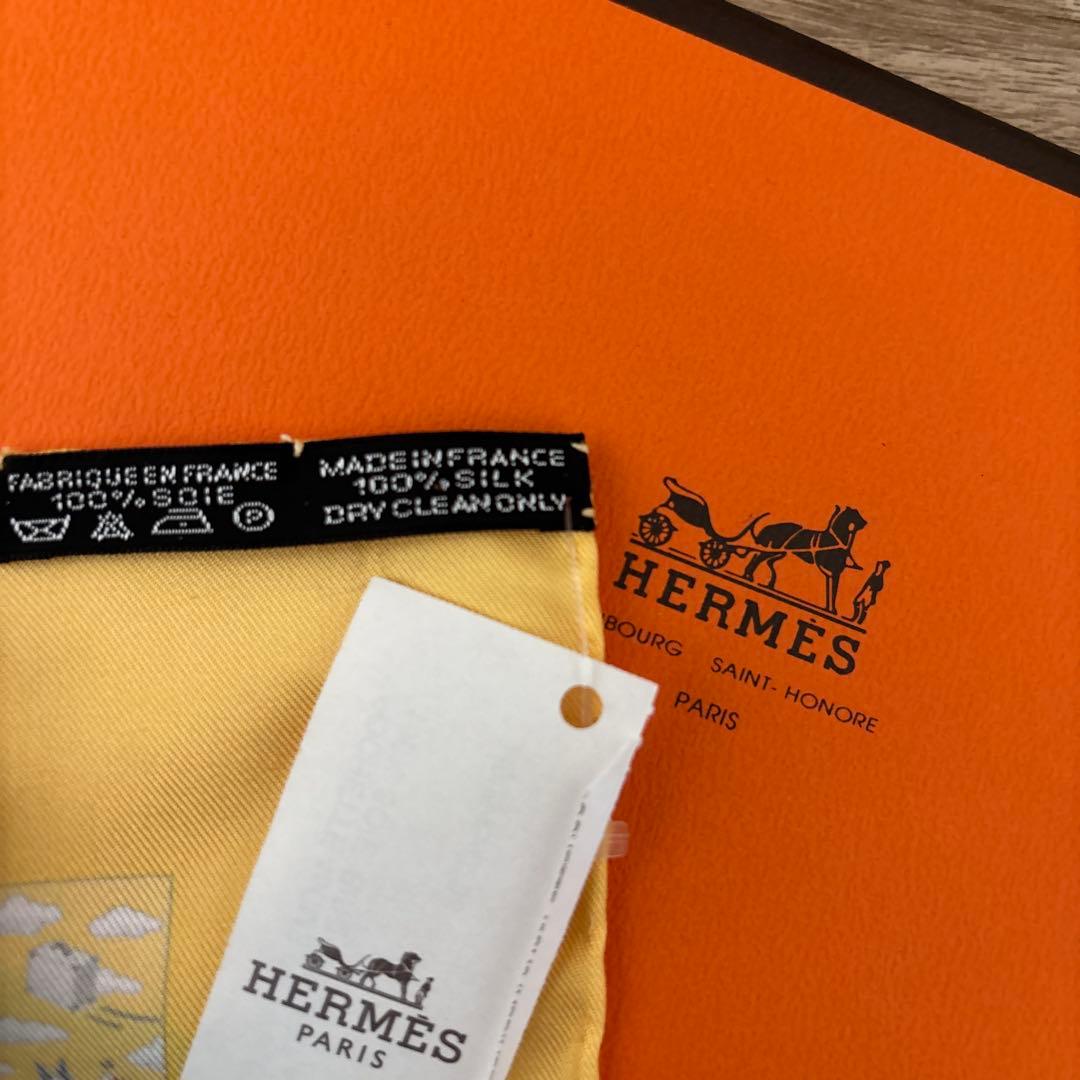 FABRIQUE EN FRANCE
100% SOIE
P
MADE IN FRANCE
100% SILK
DRY CLEAN ONLY
HERMÈS
SAINT-HONORE
PARIS
HERMÈS
PARIS